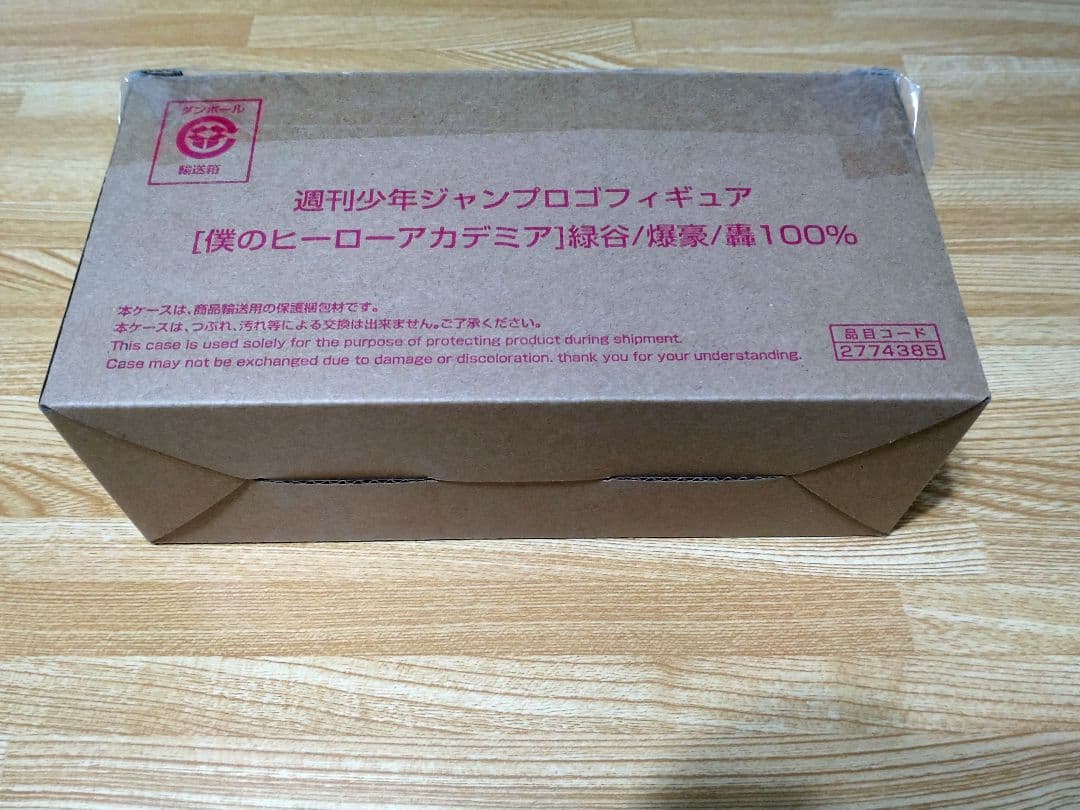 ダンボール
輸送箱
週刊少年ジャンプロゴフィギュア
[僕のヒーローアカデミア]緑谷/爆豪/轟100%
本ケースは、商品輸送用の保護梱包材です。
本ケースは、つぶれ、汚れ等による交換は出来ません。ご了承ください。
This case is used solely for the purpose of protecting product during shipment.
Case may not be exchanged due to damage or discoloration. thank you for your understanding.
品目コード
2774385